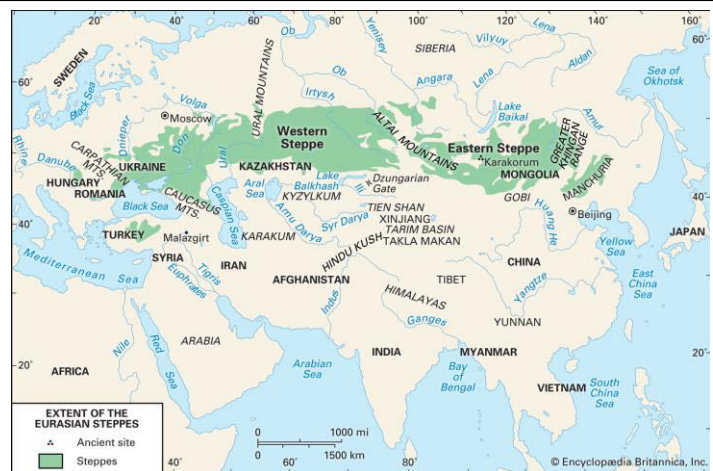 20°
40°
60°
80°
100°
120°
140°
160°
60°
60°
Ob
Yenisey
Lena
Vilyuy
SIBERIA
Aldan
Lena
Angara
Ob
Irtysh
Sea of
Okhotsk
SWEDEN
Black Sea
Volga
Moscow
URAL MOUNTAINS
Lake
Baikal
Amur
Rhine
Danube
Dnieper
Don
Ural
Western
Steppe
ALTAI MOUNTAINS
Eastern Steppe
Karakorum
MONGOLIA
GREATER
KHINGAN
RANGE
MANCHURIA
CARPATHIAN
MTS.
UKRAINE
KAZAKHSTAN
HUNGARY
ROMANIA
CAUCASUS
MTS.
Black Sea
Caspian Sea
Aral
Sea
Lake
Balkhash
Ili
Dzungarian
Gate
KYZYLKUM
Amu Darya
Syr Darya
TIEN SHAN
XINJIANG
TARIM BASIN
TAKLA MAKAN
GOBI
Huang He
Beijing
40°
40°
TURKEY
Malazgirt
KARAKUM
HINDU KUSH
Yellow
Sea
JAPAN
Mediterranean Sea
SYRIA
Euphrates
Tigris
IRAN
AFGHANISTAN
Indus
TIBET
CHINA
Yangtze
East
China
Sea
HIMALAYAS
Ganges
YUNNAN
Nile
Red
Sea
ARABIA
AFRICA
Arabian
Sea
INDIA
MYANMAR
Bay
of
Bengal
VIETNAM
South
China
Sea
20°
20°
EXTENT OF THE
EURASIAN STEPPES
Ancient site
Steppes
0 1000 mi
0 1500 km
40°
60°
80°
100°
120°
© Encyclopædia Britannica, Inc.